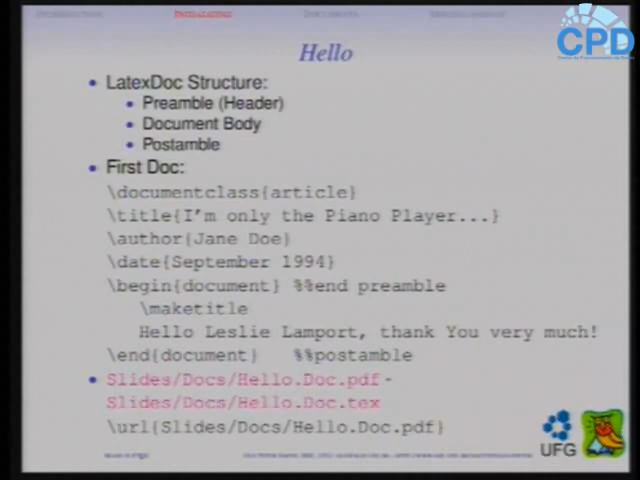 CPD
Hello
• LatexDoc Structure:
• Preamble (Header)
• Document Body
• Postamble
• First Doc:
\documentclass{article}
\title{I'm only the Piano Player...}
\author{Jane Doe}
\date{September 1994}
\begin{document} %%end preamble
\maketitle
Hello Leslie Lamport, thank You very much!
\end{document} %%postamble
• Slides/Docs/Hello.Doc.pdf -
Slides/Docs/Hello.Doc.tex
\url{Slides/Docs/Hello.Doc.pdf}
UFG